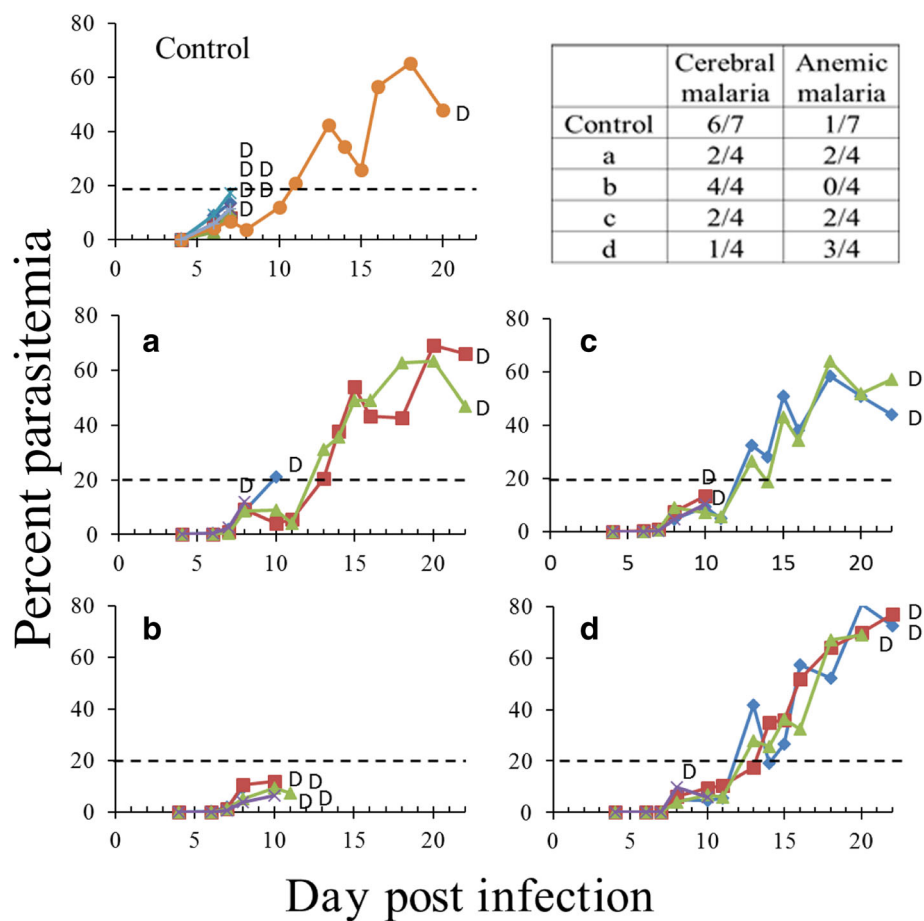 Control
80
60
40
20
0
0 5 10 15 20
D
D
D D
D D
D
Cerebral malaria Anemic malaria
Control 6/7 1/7
a 2/4 2/4
b 4/4 0/4
c 2/4 2/4
d 1/4 3/4
Percent parasitemia
a
80
60
40
20
0
0 5 10 15 20
D
D
D
D
c
80
60
40
20
0
0 5 10 15 20
D
D
D
D
b
80
60
40
20
0
0 5 10 15 20
D D
D D
d
80
60
40
20
0
0 5 10 15 20
D
D
D
D
Day post infection